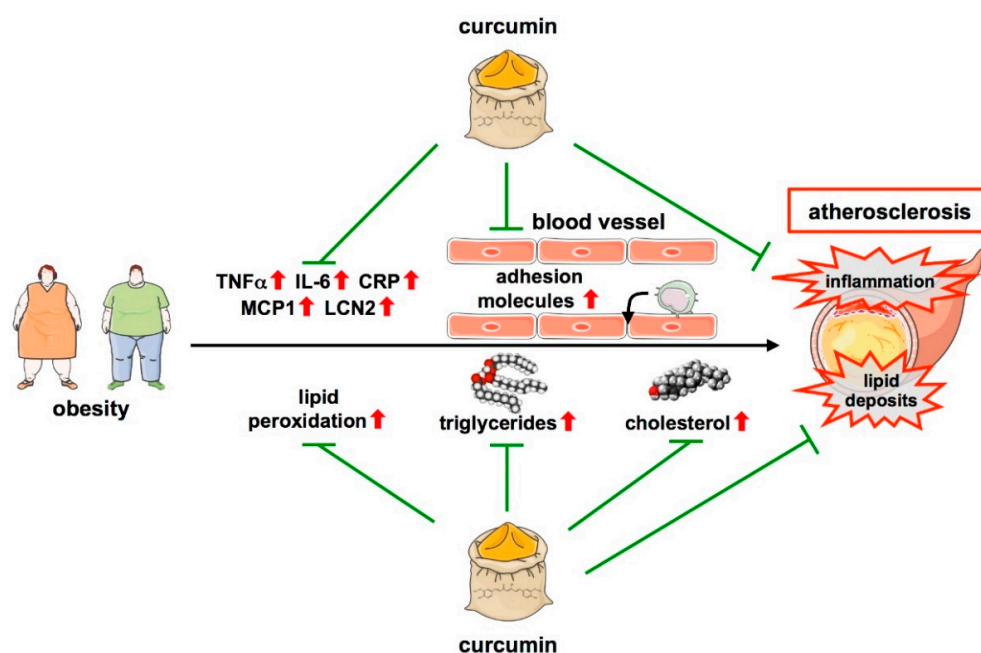 curcumin
blood vessel
atherosclerosis
TNFα IL-6 CRP
MCP1 LCN2
adhesion
molecules
inflammation
obesity
lipid
peroxidation
triglycerides
cholesterol
lipid
deposits
curcumin